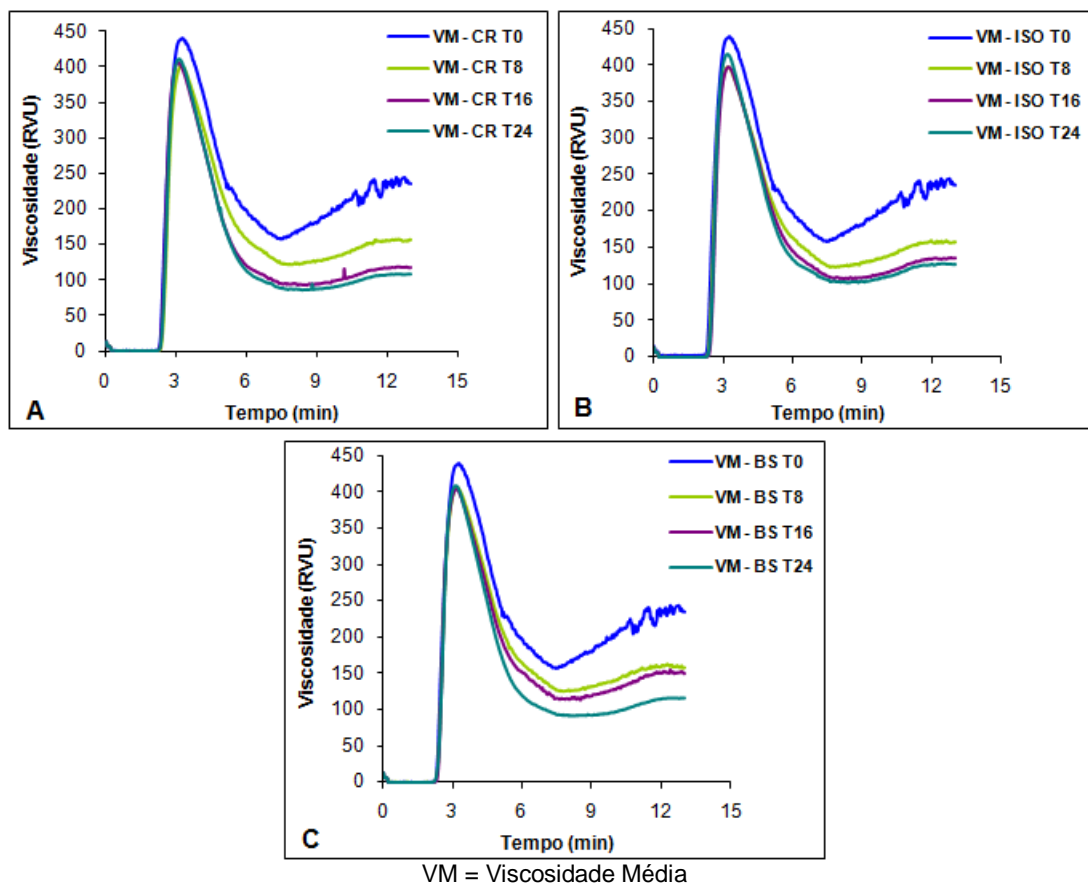 450
400
350
300
250
200
150
100
50
0
Viscosidade (RVU)
VM - CR T0
VM - CR T8
VM - CR T16
VM - CR T24
0 3 6 9 12 15
Tempo (min)
A
450
400
350
300
250
200
150
100
50
0
Viscosidade (RVU)
VM - ISO T0
VM - ISO T8
VM - ISO T16
VM - ISO T24
0 3 6 9 12 15
Tempo (min)
B
450
400
350
300
250
200
150
100
50
0
Viscosidade (RVU)
VM - BS T0
VM - BS T8
VM - BS T16
VM - BS T24
0 3 6 9 12 15
Tempo (min)
C
VM = Viscosidade Média